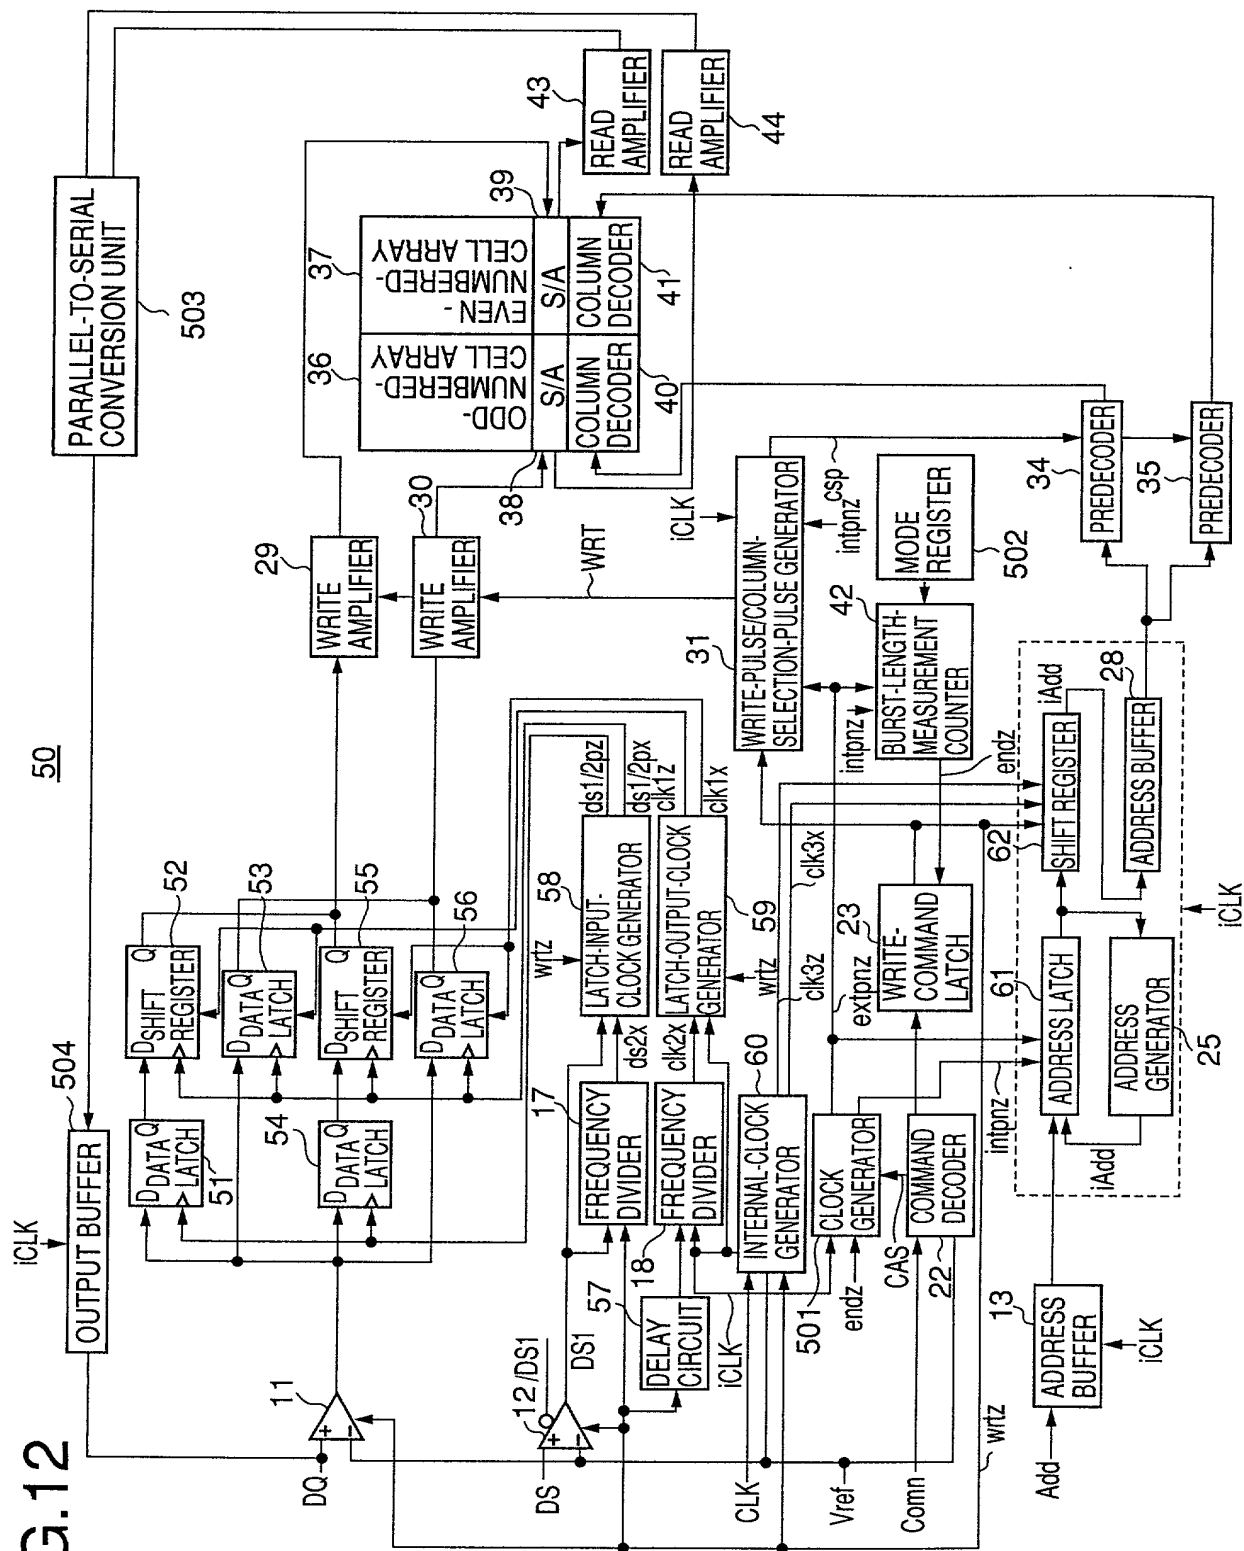 G.12
50
PARALLEL-TO-SERIAL
CONVERSION UNIT
503
iCLK
OUTPUT BUFFER
504
DQ
11
D DATA Q
LATCH
51
D SHIFT Q
REGISTER
52
D DATA Q
LATCH
53
D DATA Q
LATCH
54
D SHIFT Q
REGISTER
55
D DATA Q
LATCH
56
WRITE
AMPLIFIER
29
WRITE
AMPLIFIER
30
WRT
36
37
ODD-
NUMBERED
CELL ARRAY
EVEN-
NUMBERED-
CELL ARRAY
38
S/A
S/A
39
COLUMN
DECODER
40
COLUMN
DECODER
41
READ
AMPLIFIER
43
READ
AMPLIFIER
44
DS
12
/DS1
DS1
57
DELAY
CIRCUIT
iCLK
17
FREQUENCY
DIVIDER
ds2x
18
FREQUENCY
DIVIDER
clk2x
wrtz
58
LATCH-INPUT-
CLOCK GENERATOR
ds1/2pz
ds1/2px
LATCH-OUTPUT-CLOCK
GENERATOR
59
wrtz
clk1z
clk1x
CLK
INTERNAL-CLOCK
GENERATOR
60
clk3z
clk3x
Vref
501
CLOCK
GENERATOR
endz
CAS
extpnz
intpnz
Comn
COMMAND
DECODER
22
WRITE-
COMMAND
LATCH
23
31
WRITE-PULSE/COLUMN-
SELECTION-PULSE GENERATOR
iCLK
intpnz
csp
intpnz
BURST-LENGTH-
MEASUREMENT
COUNTER
42
endz
MODE
REGISTER
502
34
PREDECODER
35
PREDECODER
Add
ADDRESS
BUFFER
13
iCLK
wrtz
ADDRESS LATCH
61
iAdd
ADDRESS
GENERATOR
25
SHIFT REGISTER
62
iAdd
ADDRESS BUFFER
28
iCLK